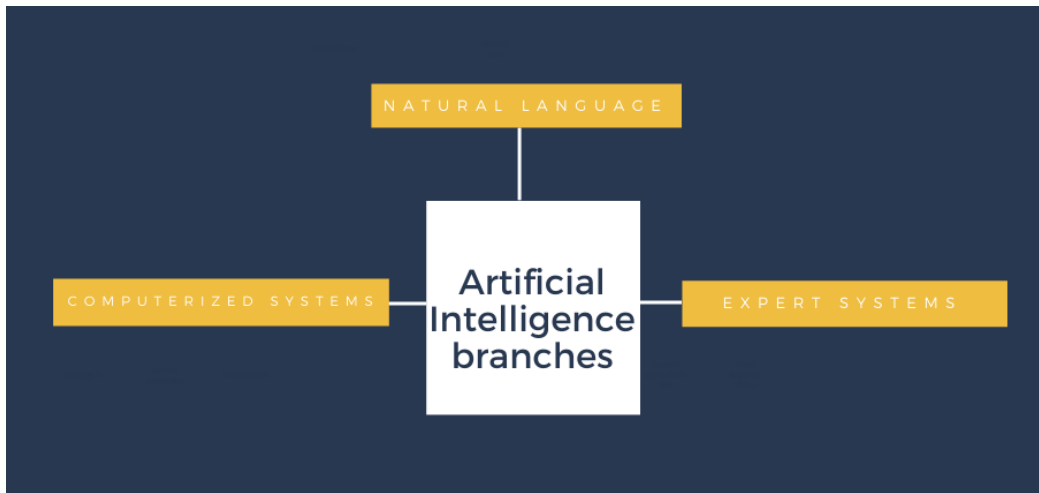 NATURAL LANGUAGE
COMPUTERIZED SYSTEMS
Artificial
Intelligence
branches
EXPERT SYSTEMS